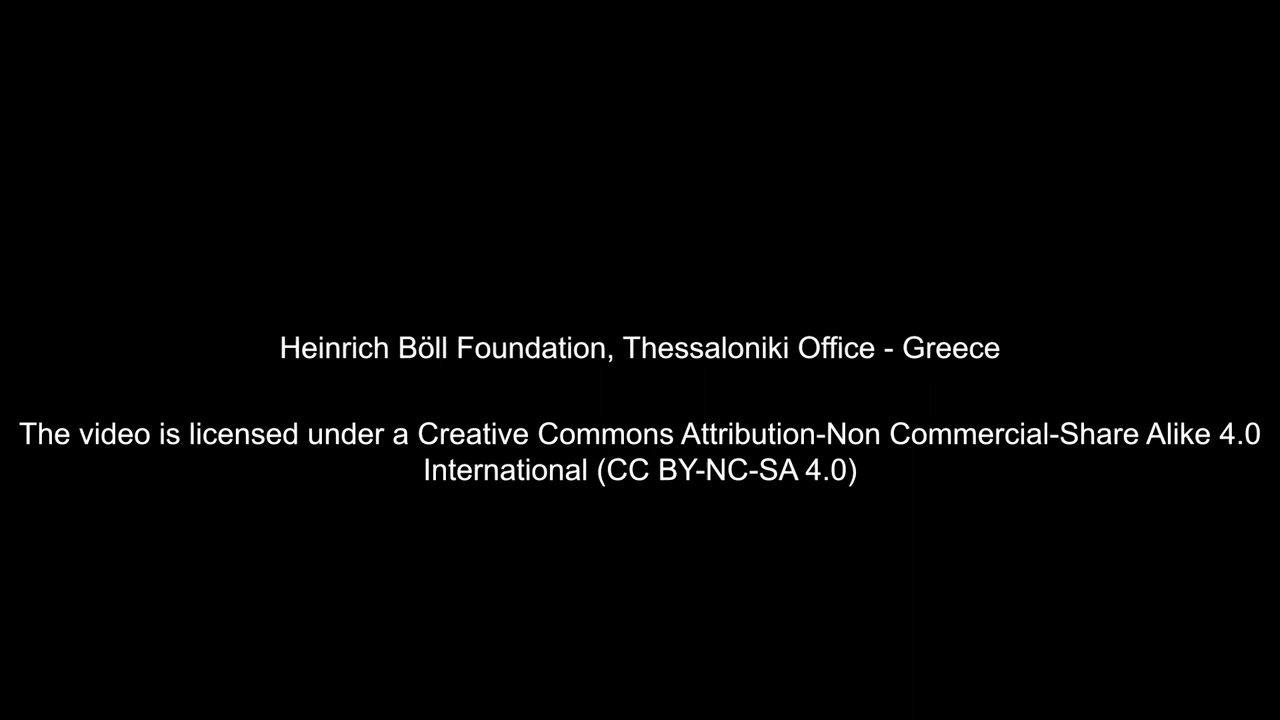 Heinrich Böll Foundation, Thessaloniki Office - Greece
The video is licensed under a Creative Commons Attribution-Non Commercial-Share Alike 4.0
International (CC BY-NC-SA 4.0)